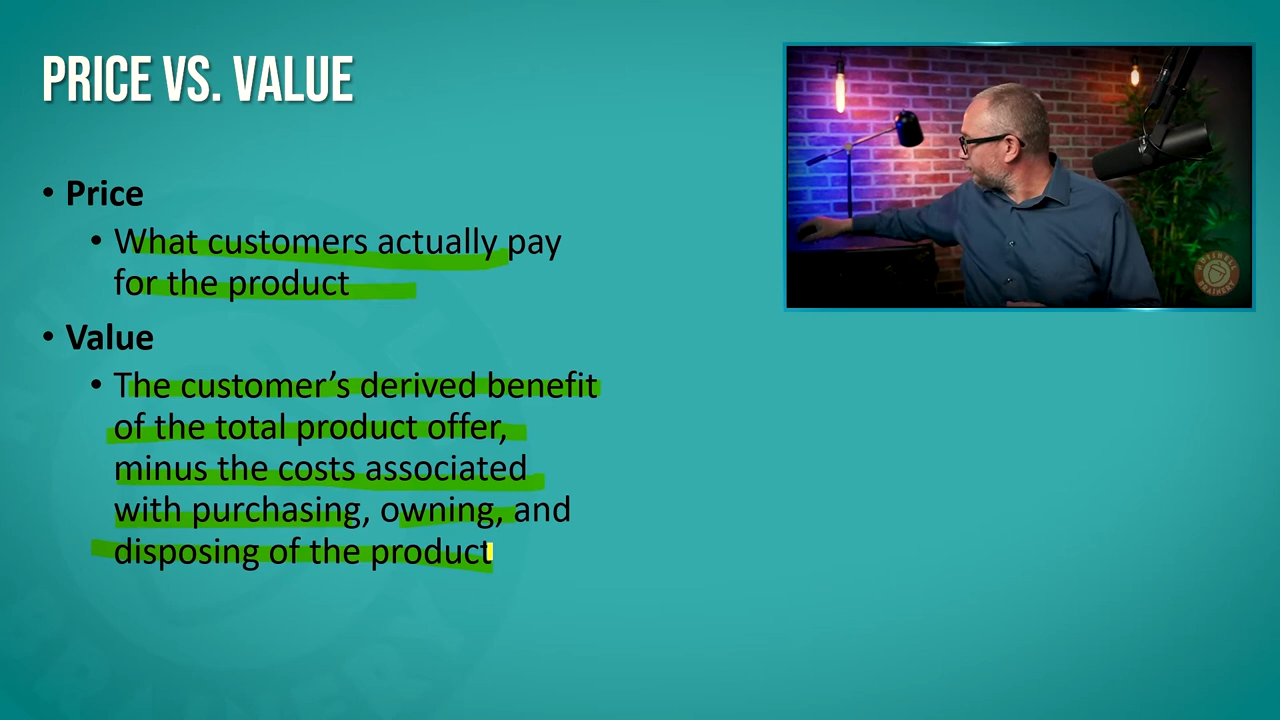 PRICE VS. VALUE
• Price
• What customers actually pay
for the product
• Value
• The customer's derived benefit
of the total product offer,
minus the costs associated
with purchasing, owning, and
disposing of the product